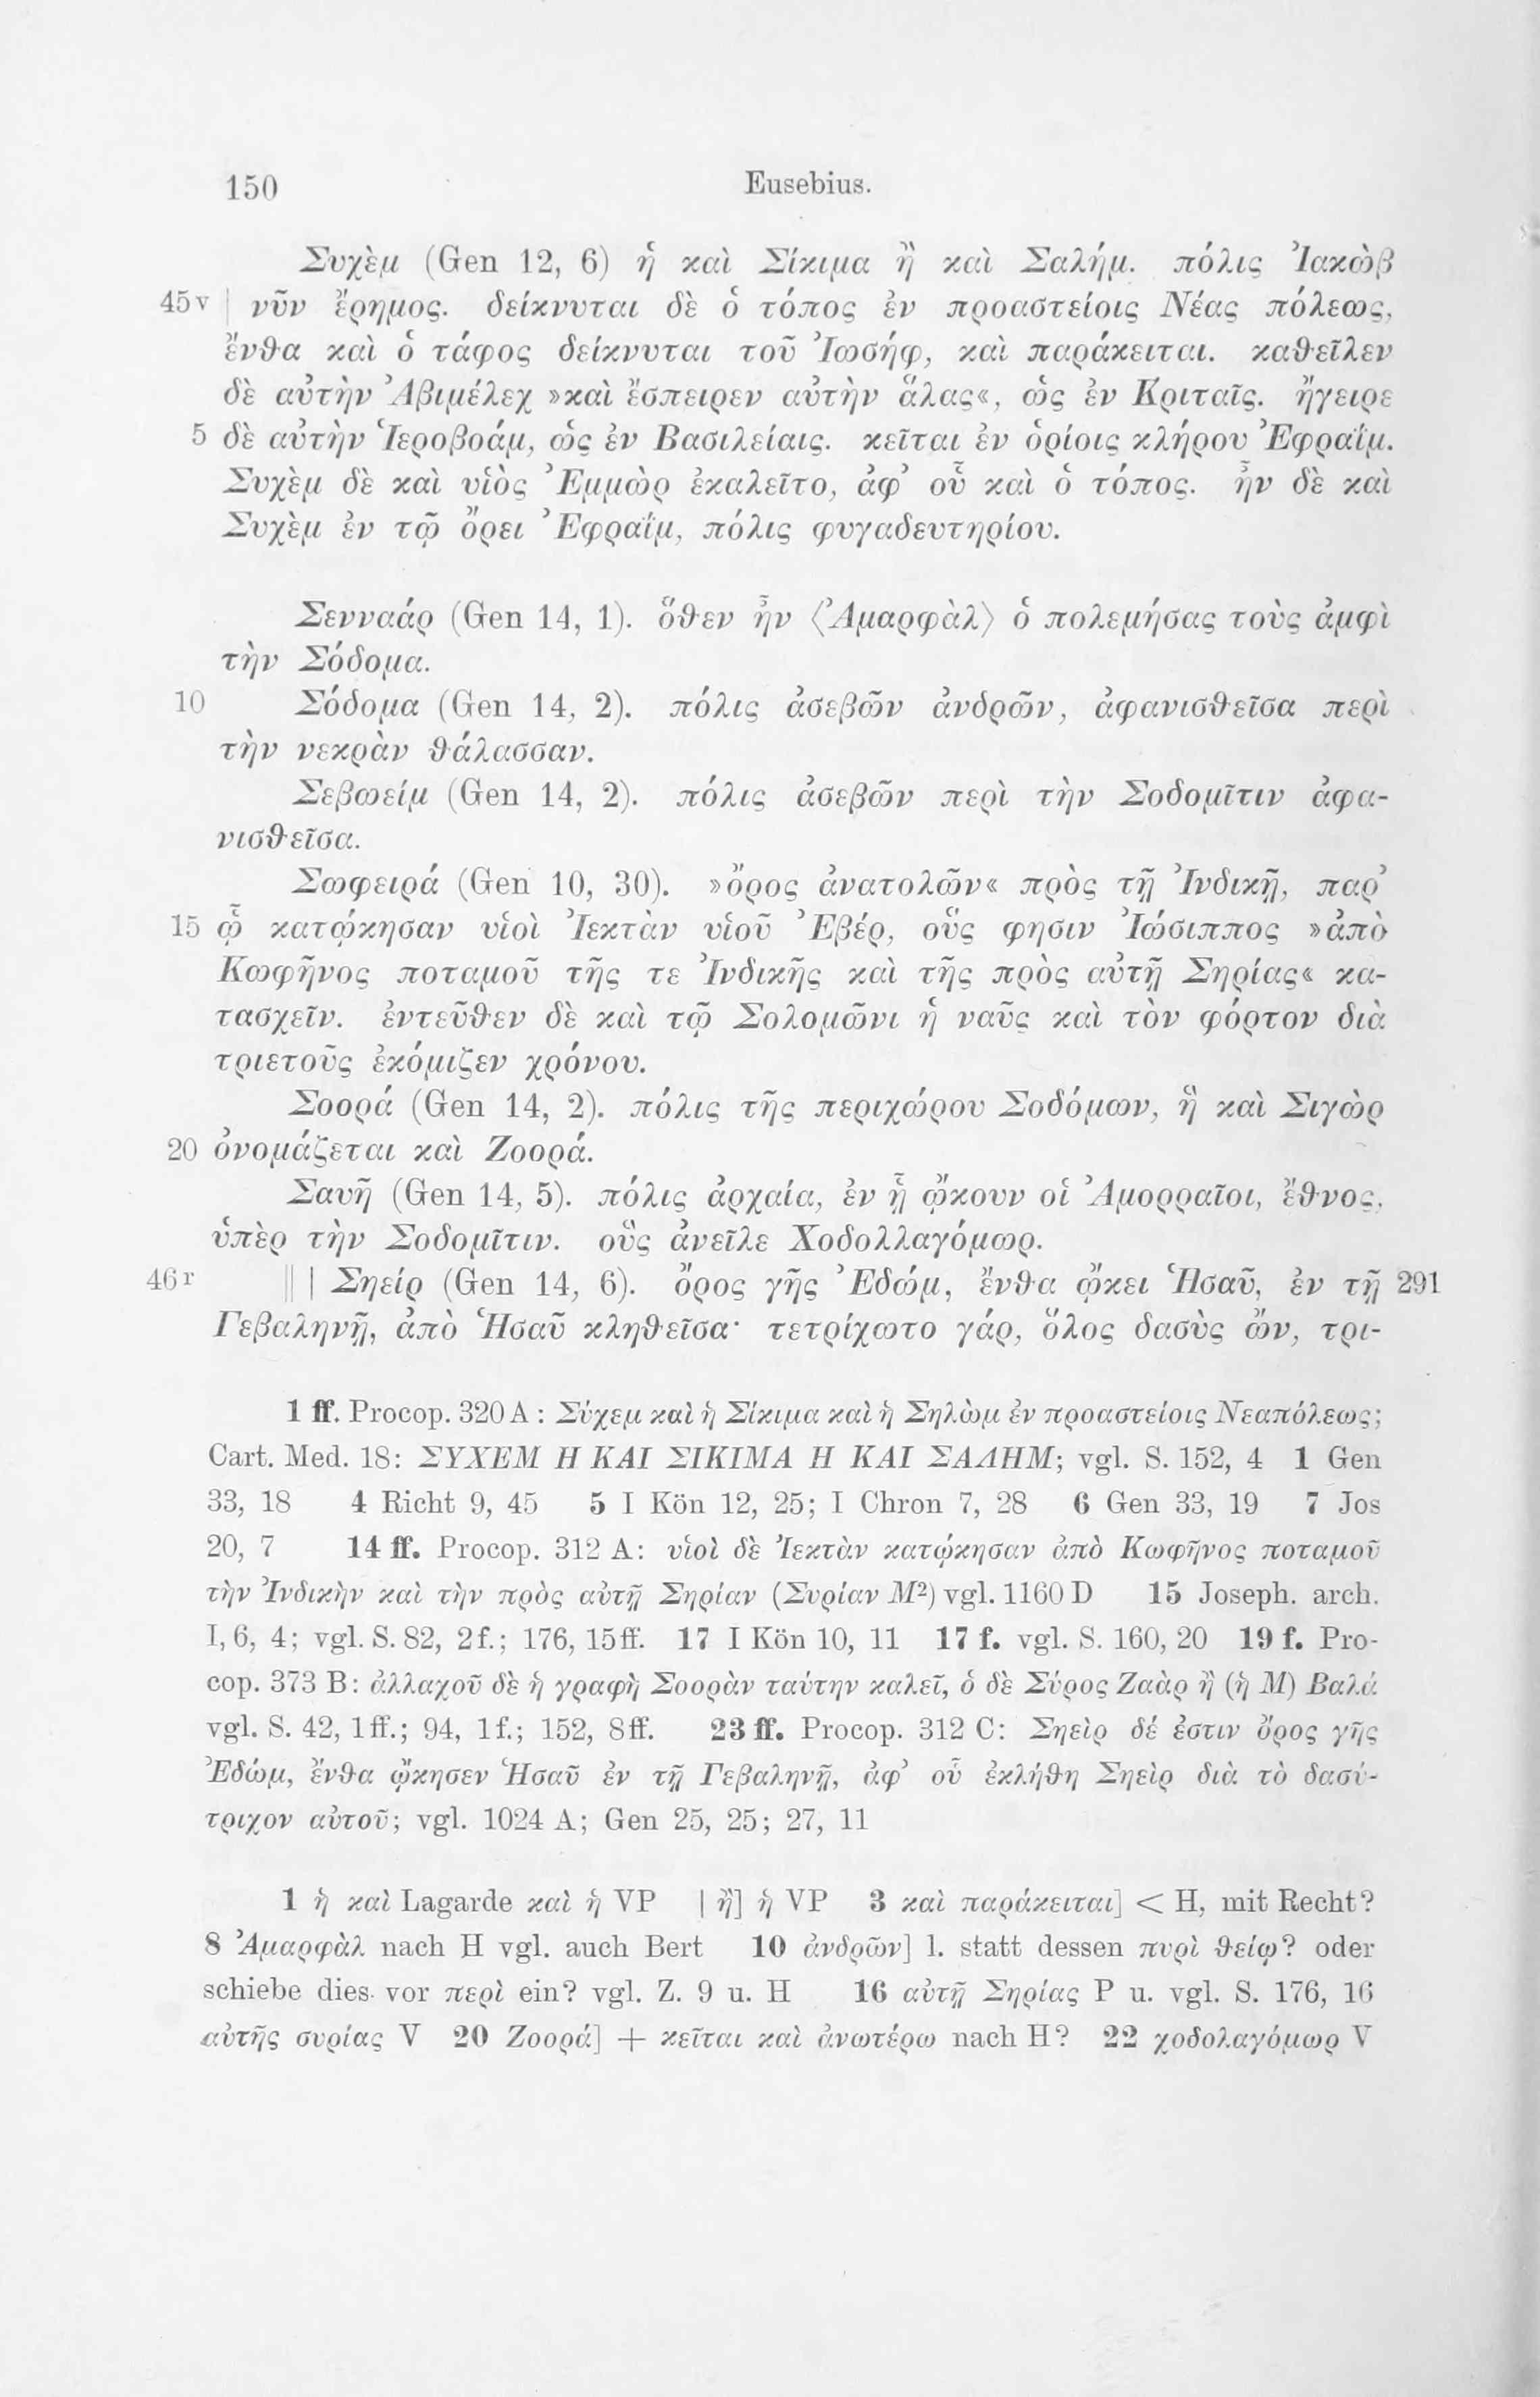 150 Eusebius.
Συχὲμ (Gen 12, 6) ἡ καὶ Σίκιμα ἢ καὶ Σαλήμ. πόλις Ἰακὼβ
45v | νῦν ἔρημος. δείκνυται δὲ ὁ τόπος ἐν προαστείοις Νέας πόλεως,
ἔνθα καὶ ὁ τάφος δείκνυται τοῦ Ἰωσήφ, καὶ παράκειται. καθεῖλεν
δὲ αὐτὴν Ἀβιμέλεχ »καὶ ἔσπειρεν αὐτὴν ἅλας«, ὡς ἐν Κριταῖς. ἤγειρε
5 δὲ αὐτὴν Ἱεροβοάμ, ὡς ἐν Βασιλείαις. κεῖται ἐν ὁρίοις κλήρου Ἐφραΐμ.
Συχὲμ δὲ καὶ υἱὸς Ἐμμὼρ ἐκαλεῖτο, ἀφ’ οὗ καὶ ὁ τόπος. ἦν δὲ καὶ
Συχὲμ ἐν τῷ ὄρει Ἐφραΐμ, πόλις φυγαδευτηρίου.
Σενναάρ (Gen 14, 1). ὅθεν ἦν ⟨Ἀμαρφὰλ⟩ ὁ πολεμήσας τοὺς ἀμφὶ
τὴν Σόδομα.
10 Σόδομα (Gen 14, 2). πόλις ἀσεβῶν ἀνδρῶν, ἀφανισθεῖσα περὶ
τὴν νεκρὰν θάλασσαν.
Σεβωείμ (Gen 14, 2). πόλις ἀσεβῶν περὶ τὴν Σοδομῖτιν ἀφα-
νισθεῖσα.
Σωφειρά (Gen 10, 30). »ὄρος ἀνατολῶν« πρὸς τῇ Ἰνδικῇ, παρ’
15 ᾧ κατῴκησαν υἱοὶ Ἰεκτὰν υἱοῦ Ἐβέρ, οὕς φησιν Ἰώσιππος »ἀπὸ
Κωφῆνος ποταμοῦ τῆς τε Ἰνδικῆς καὶ τῆς πρὸς αὐτῇ Σηρίας« κα-
τασχεῖν. ἐντεῦθεν δὲ καὶ τῷ Σολομῶνι ἡ ναῦς καὶ τὸν φόρτον διὰ
τριετοῦς ἐκόμιζεν χρόνου.
Σοορά (Gen 14, 2). πόλις τῆς περιχώρου Σοδόμων, ἣ καὶ Σιγὼρ
20 ὀνομάζεται καὶ Ζοορά.
Σαυῆ (Gen 14, 5). πόλις ἀρχαία, ἐν ᾗ ᾤκουν οἱ Ἀμορραῖοι, ἔθνος,
ὑπὲρ τὴν Σοδομῖτιν. οὓς ἀνεῖλε Χοδολλαγόμωρ.
46r || | Σηείρ (Gen 14, 6). ὄρος γῆς Ἐδώμ, ἔνθα ᾤκει Ἡσαῦ, ἐν τῇ 291
Γεβαληνῇ, ἀπὸ Ἡσαῦ κληθεῖσα· τετρίχωτο γάρ, ὅλος δασὺς ὤν, τρι-
1 ff. Procop. 320 A : Σύχεμ καὶ ἡ Σίκιμα καὶ ἡ Σηλὼμ ἐν προαστείοις Νεαπόλεως;
Cart. Med. 18: ΣΥΧΕΜ Η ΚΑΙ ΣΙΚΙΜΑ Η ΚΑΙ ΣΑΛΗΜ; vgl. S. 152, 4 1 Gen
33, 18 4 Richt 9, 45 5 I Kön 12, 25; I Chron 7, 28 6 Gen 33, 19 7 Jos
20, 7 14 ff. Procop. 312 A: υἱοὶ δὲ Ἰεκτὰν κατῴκησαν ἀπὸ Κωφῆνος ποταμοῦ
τὴν Ἰνδικὴν καὶ τὴν πρὸς αὐτῇ Σηρίαν (Συρίαν M²) vgl. 1160 D 15 Joseph. arch.
I, 6, 4; vgl. S. 82, 2 f.; 176, 15 ff. 17 I Kön 10, 11 17 f. vgl. S. 160, 20 19 f. Pro-
cop. 373 B: ἀλλαχοῦ δὲ ἡ γραφὴ Σοορὰν ταύτην καλεῖ, ὁ δὲ Σύρος Ζαὰρ ἢ (ἡ M) Βαλά
vgl. S. 42, 1 ff.; 94, 1 f.; 152, 8 ff. 23 ff. Procop. 312 C: Σηεὶρ δέ ἐστιν ὄρος γῆς
Ἐδώμ, ἔνθα ᾤκησεν Ἡσαῦ ἐν τῇ Γεβαληνῇ, ἀφ’ οὗ ἐκλήθη Σηεὶρ διὰ τὸ δασύ-
τριχον αὐτοῦ; vgl. 1024 A; Gen 25, 25; 27, 11
1 ἡ καὶ Lagarde καὶ ἡ VP | ἢ] ἡ VP 3 καὶ παράκειται] < H, mit Recht?
8 Ἀμαρφὰλ nach H vgl. auch Bert 10 ἀνδρῶν] l. statt dessen πυρὶ θείῳ? oder
schiebe dies vor περὶ ein? vgl. Z. 9 u. H 16 αὐτῇ Σηρίας P u. vgl. S. 176, 16
αὐτῆς συρίας V 20 Ζοορά] + κεῖται καὶ ἀνωτέρω nach H? 22 χοδολαγόμωρ V